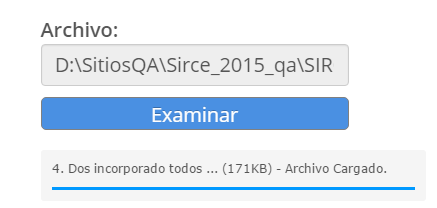 Archivo:
D:\SitiosQA\Sirce_2015_qa\SIR
Examinar
4. Dos incorporado todos ... (171KB) - Archivo Cargado.